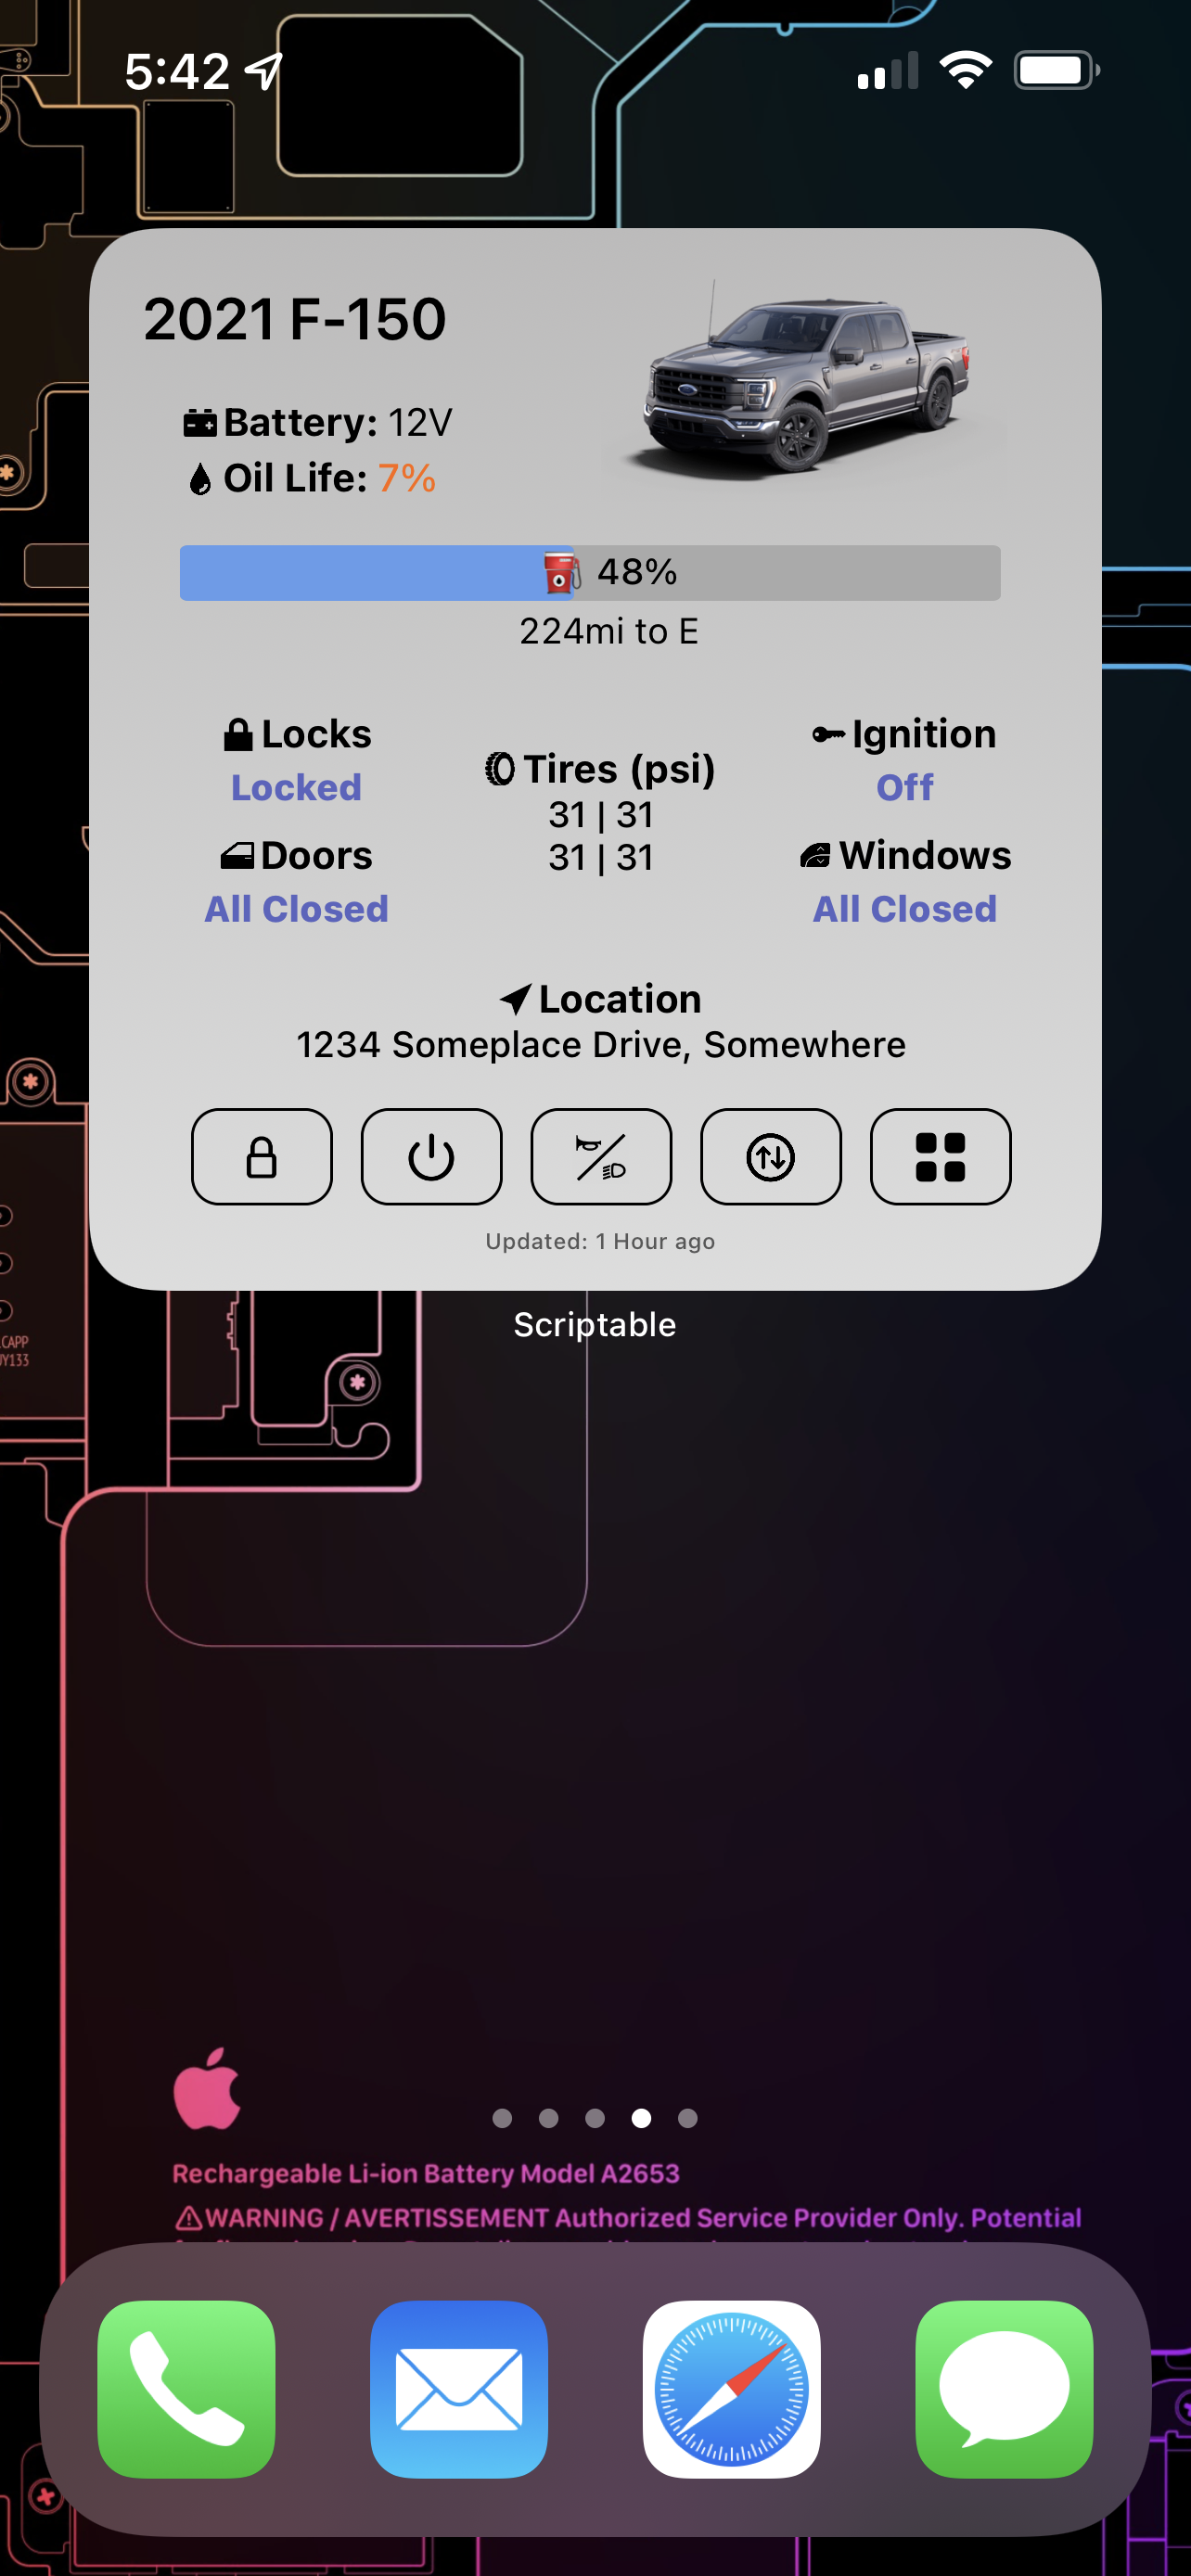 5:42
2021 F-150
Battery: 12V
Oil Life: 7%
48%
224mi to E
Locks
Locked
Doors
All Closed
Tires (psi)
31 | 31
31 | 31
Ignition
Off
Windows
All Closed
Location
1234 Someplace Drive, Somewhere
Updated: 1 Hour ago
Scriptable
Rechargeable Li-ion Battery Model A2653
WARNING / AVERTISSEMENT Authorized Service Provider Only. Potential